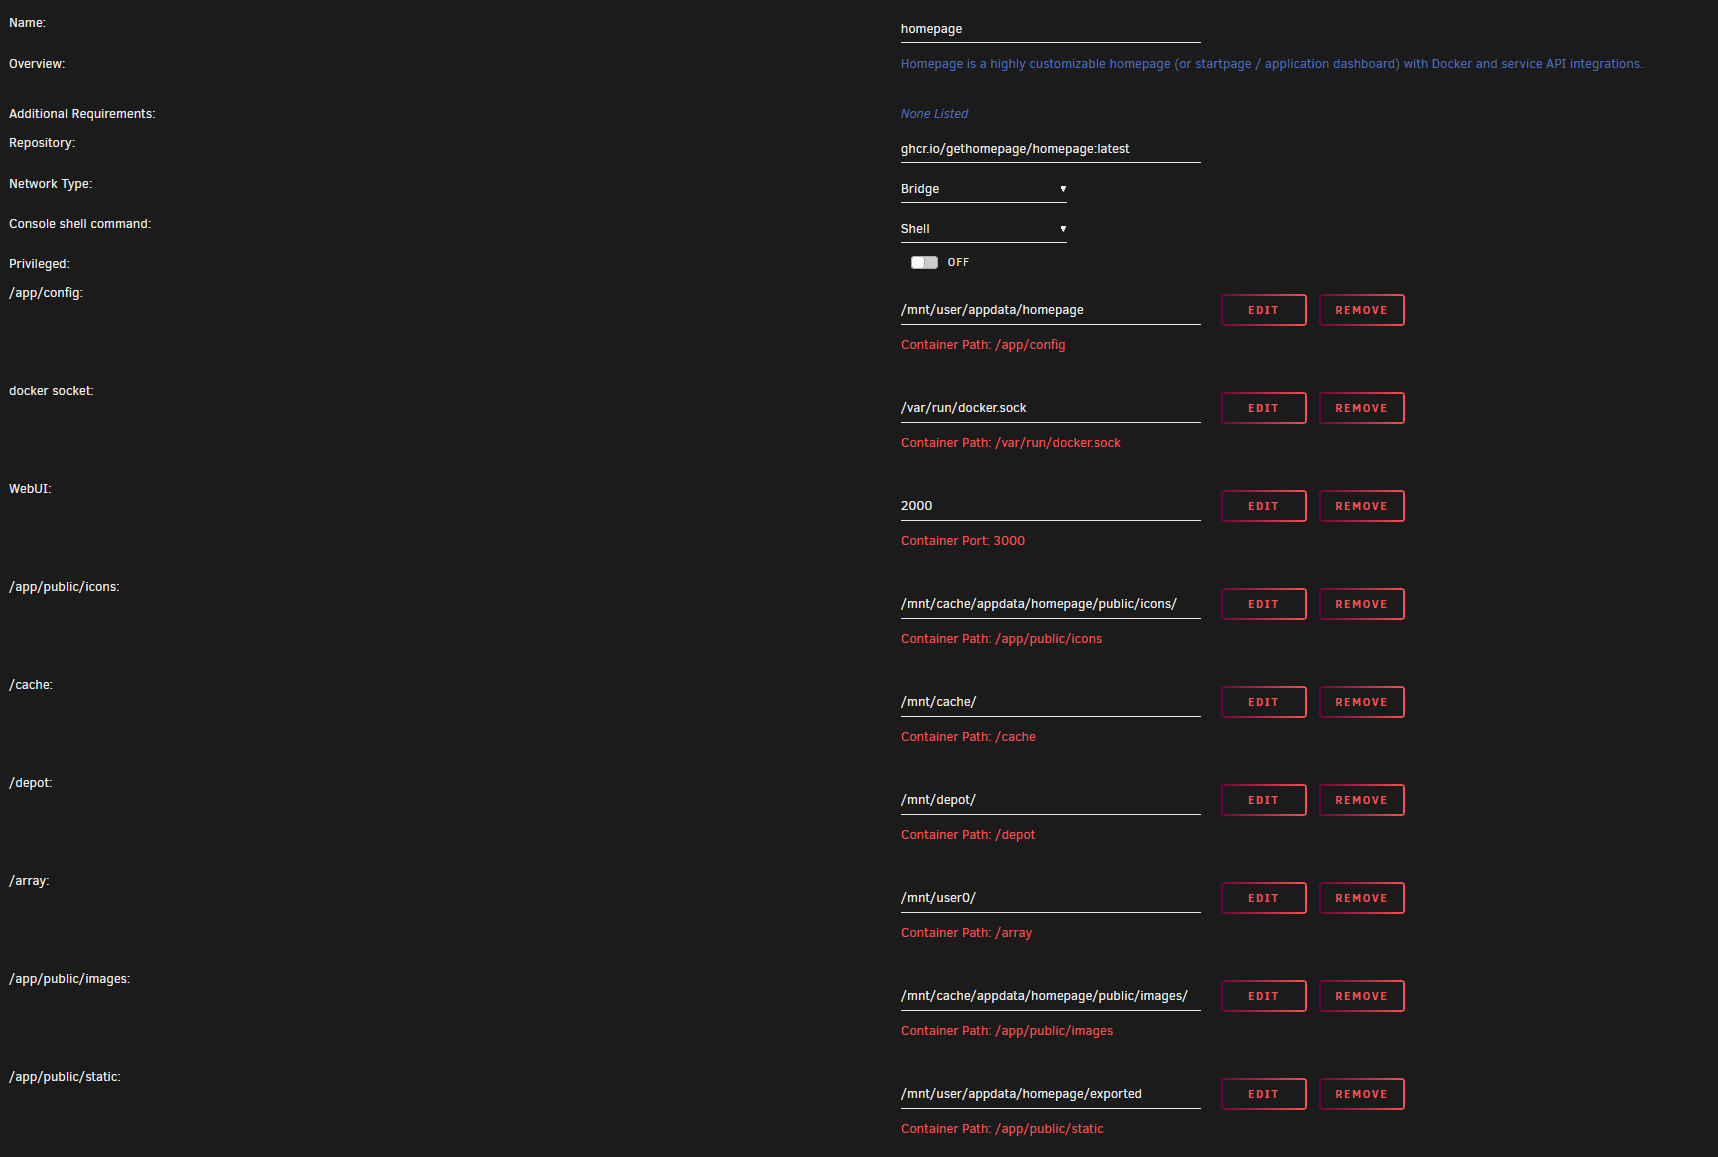 Name:
homepage
Overview:
Homepage is a highly customizable homepage (or startpage / application dashboard) with Docker and service API integrations.
Additional Requirements:
None Listed
Repository:
ghcr.io/gethomepage/homepage:latest
Network Type:
Bridge
Console shell command:
Shell
Privileged:
OFF
/app/config:
/mnt/user/appdata/homepage EDIT REMOVE
Container Path: /app/config
docker socket:
/var/run/docker.sock EDIT REMOVE
Container Path: /var/run/docker.sock
WebUI:
2000 EDIT REMOVE
Container Port: 3000
/app/public/icons:
/mnt/cache/appdata/homepage/public/icons/ EDIT REMOVE
Container Path: /app/public/icons
/cache:
/mnt/cache/ EDIT REMOVE
Container Path: /cache
/depot:
/mnt/depot/ EDIT REMOVE
Container Path: /depot
/array:
/mnt/user0/ EDIT REMOVE
Container Path: /array
/app/public/images:
/mnt/cache/appdata/homepage/public/images/ EDIT REMOVE
Container Path: /app/public/images
/app/public/static:
/mnt/user/appdata/homepage/exported EDIT REMOVE
Container Path: /app/public/static